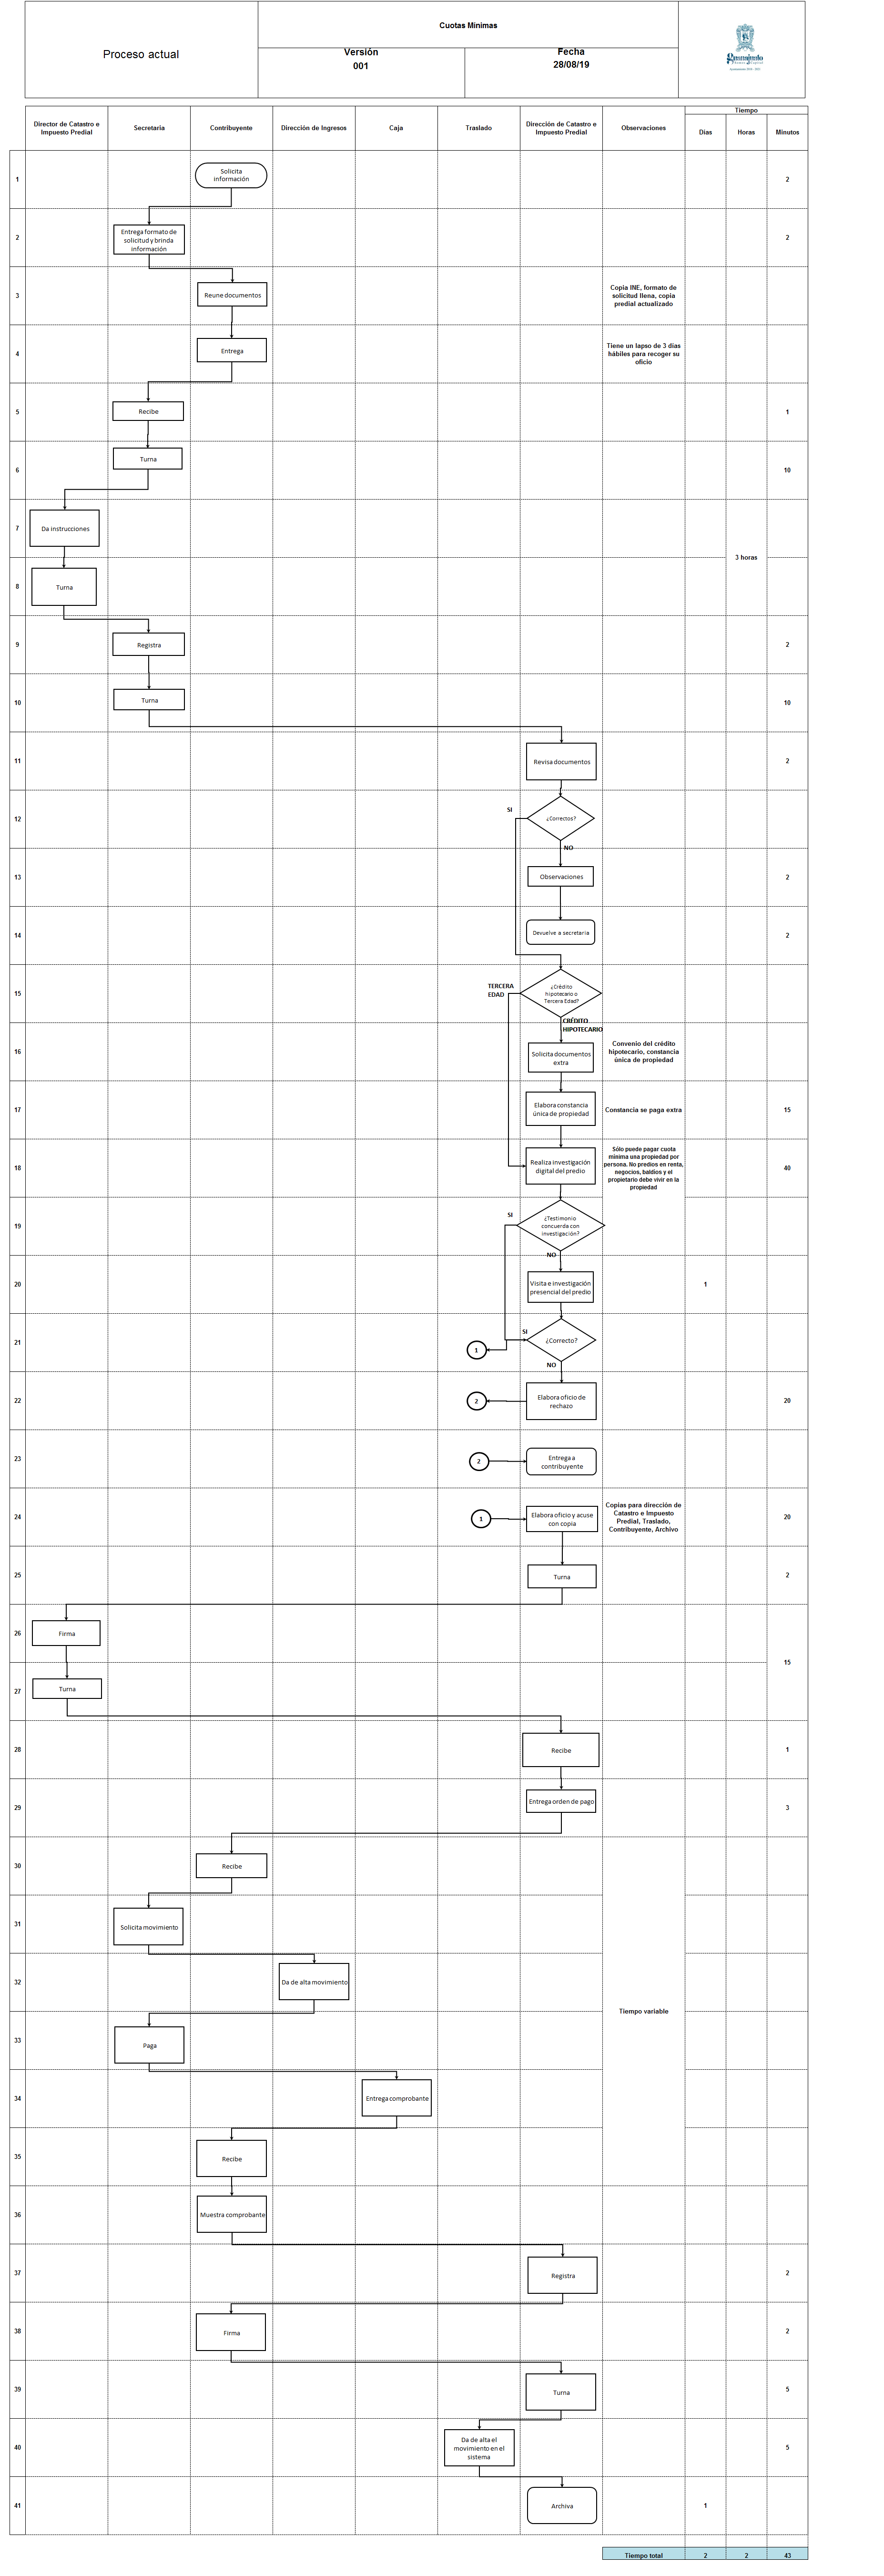 Proceso actual
Cuotas Mínimas
Versión
001
Fecha
28/08/19
Guanajuato
Director de Catastro e
Impuesto Predial
Secretaria
Contribuyente
Dirección de Ingresos
Caja
Traslado
Dirección de Catastro e
Impuesto Predial
Observaciones
Tiempo
Días
Horas
Minutos
1
Solicita
información
2
2
Entrega formato de
solicitud y brinda
información
2
3
Reune documentos
Copia INE, formato de
solicitud llena, copia
predial actualizado
4
Entrega
Tiene un lapso de 3 días
hábiles para recoger su
oficio
5
Recibe
1
6
Turna
10
7
Da instrucciones
3 horas
8
Turna
9
Registra
2
10
Turna
10
11
Revisa documentos
2
12
SI
¿Correctos?
NO
13
Observaciones
2
14
Devuelve a secretaria
2
15
TERCERA
EDAD
¿Crédito
hipotecario o
Tercera Edad?
CRÉDITO
HIPOTECARIO
16
Solicita documentos
extra
Convenio del crédito
hipotecario, constancia
única de propiedad
17
Elabora constancia
única de propiedad
Constancia se paga extra
15
18
Realiza investigación
digital del predio
Sólo puede pagar cuota
mínima una propiedad por
persona. No predios en renta,
negocios, baldíos y el
propietario debe vivir en la
propiedad
40
19
SI
¿Testimonio
concuerda con
investigación?
NO
20
Visita e investigación
presencial del predio
1
21
1
SI
¿Correcto?
NO
22
2
Elabora oficio de
rechazo
20
23
2
Entrega a
contribuyente
24
1
Elabora oficio y acuse
con copia
Copias para dirección de
Catastro e Impuesto
Predial, Traslado,
Contribuyente, Archivo
20
25
Turna
2
26
Firma
15
27
Turna
28
Recibe
1
29
Entrega orden de pago
3
30
Recibe
31
Solicita movimiento
32
Da de alta movimiento
Tiempo variable
33
Paga
34
Entrega comprobante
35
Recibe
36
Muestra comprobante
37
Registra
2
38
Firma
2
39
Turna
5
40
Da de alta el
movimiento en el
sistema
5
41
Archiva
1
Tiempo total
2
2
43